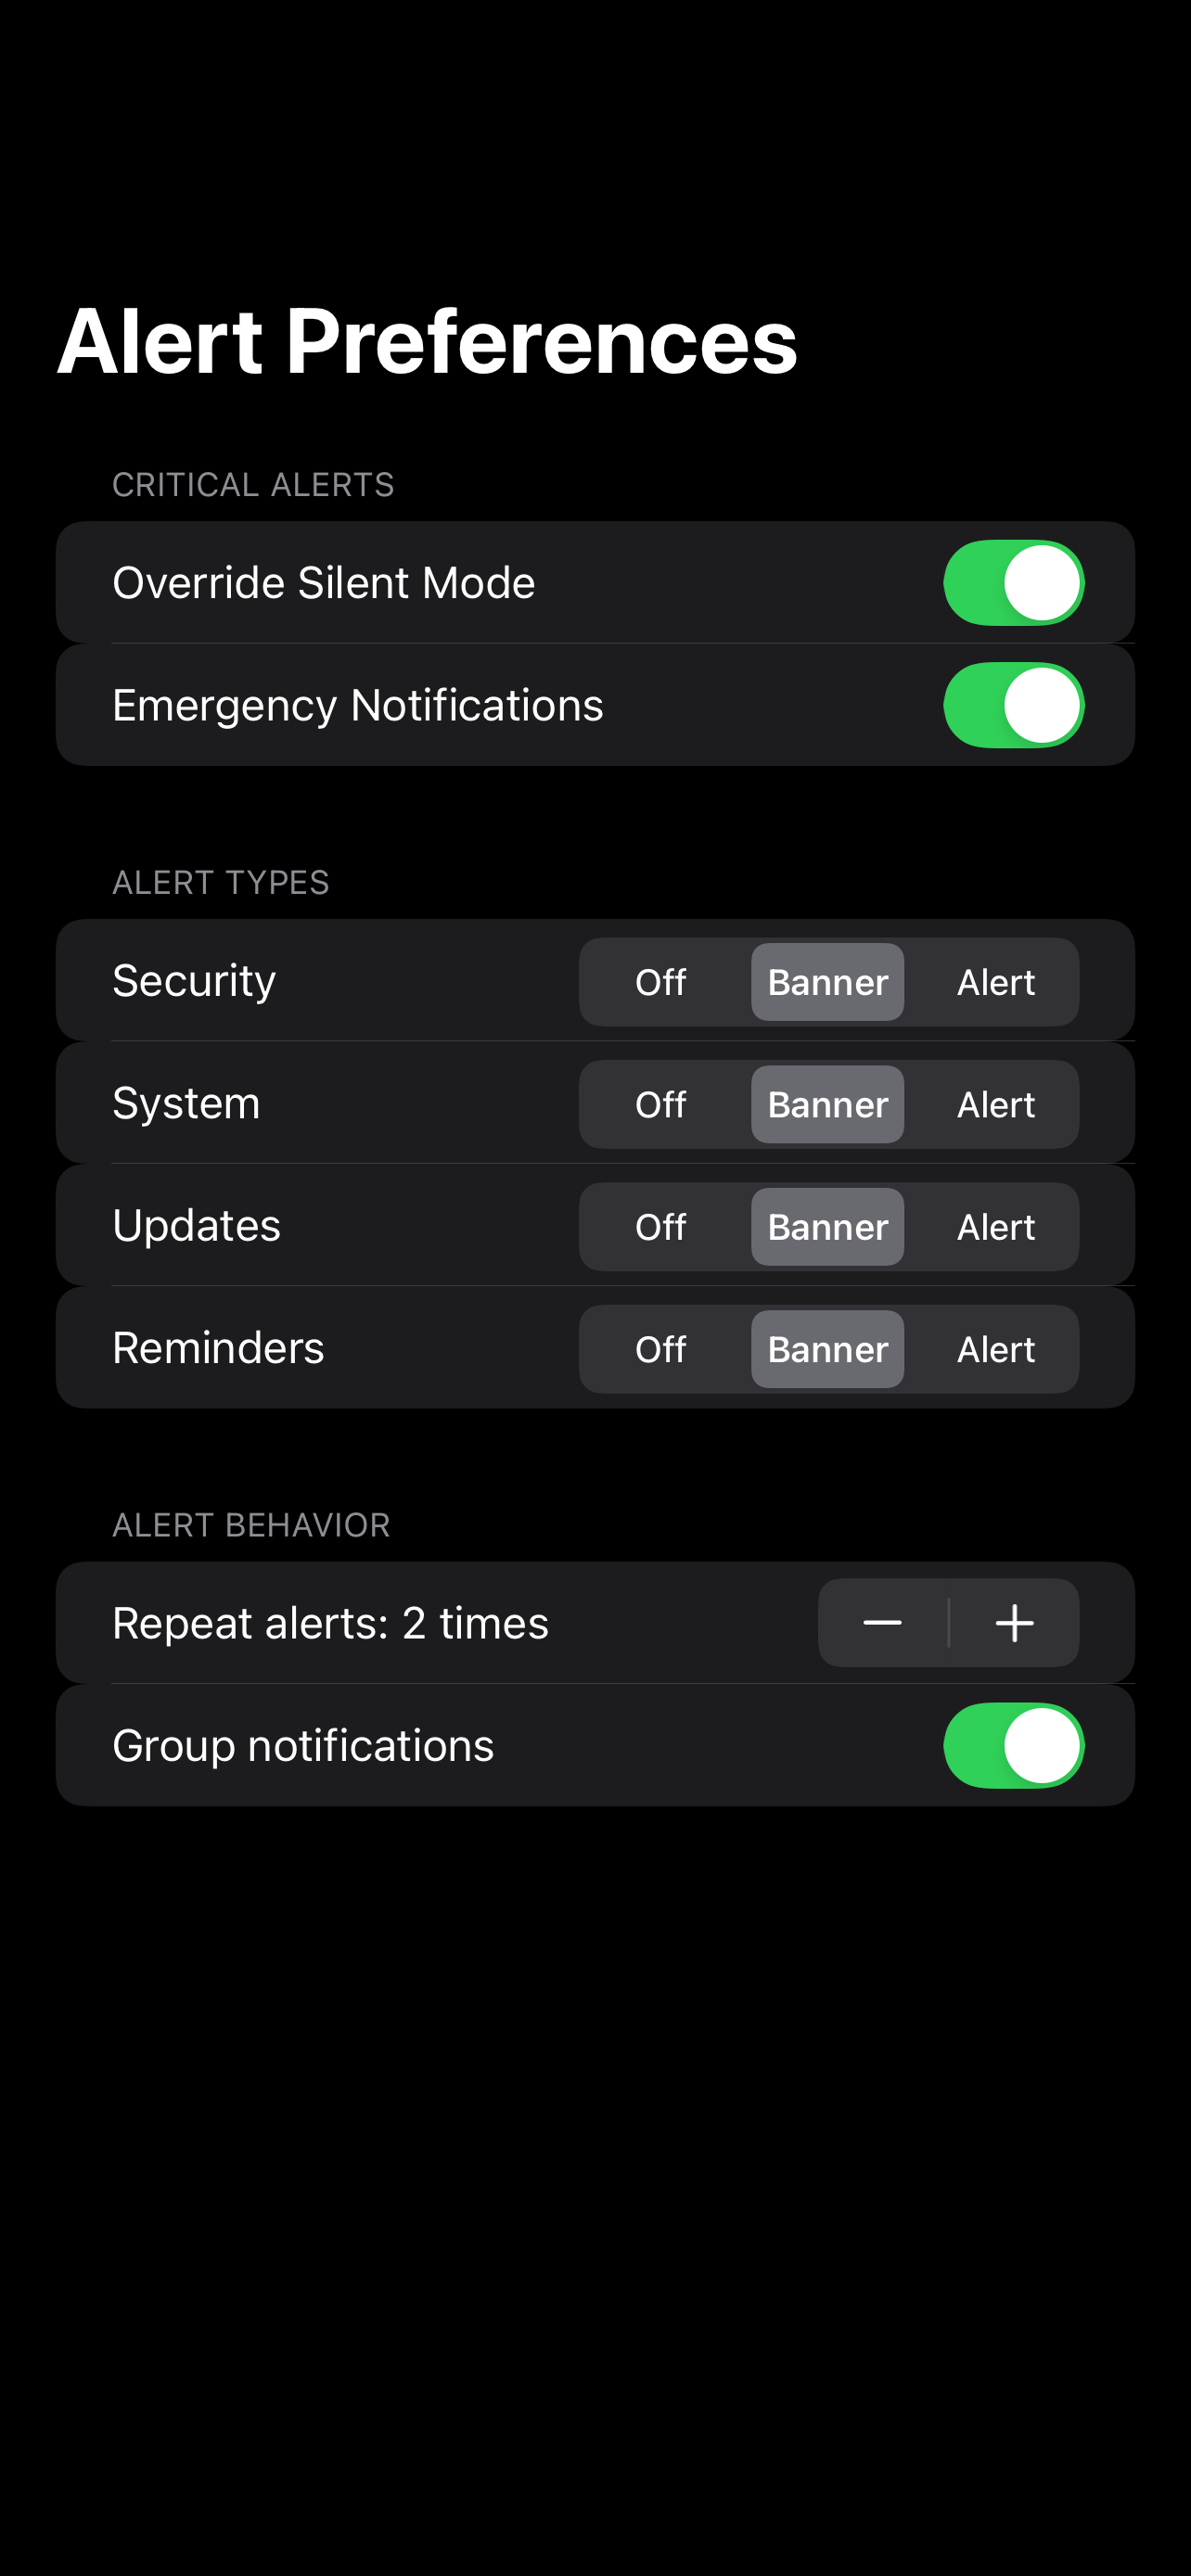 Alert Preferences
CRITICAL ALERTS
Override Silent Mode
Emergency Notifications
ALERT TYPES
Security Off Banner Alert
System Off Banner Alert
Updates Off Banner Alert
Reminders Off Banner Alert
ALERT BEHAVIOR
Repeat alerts: 2 times
Group notifications